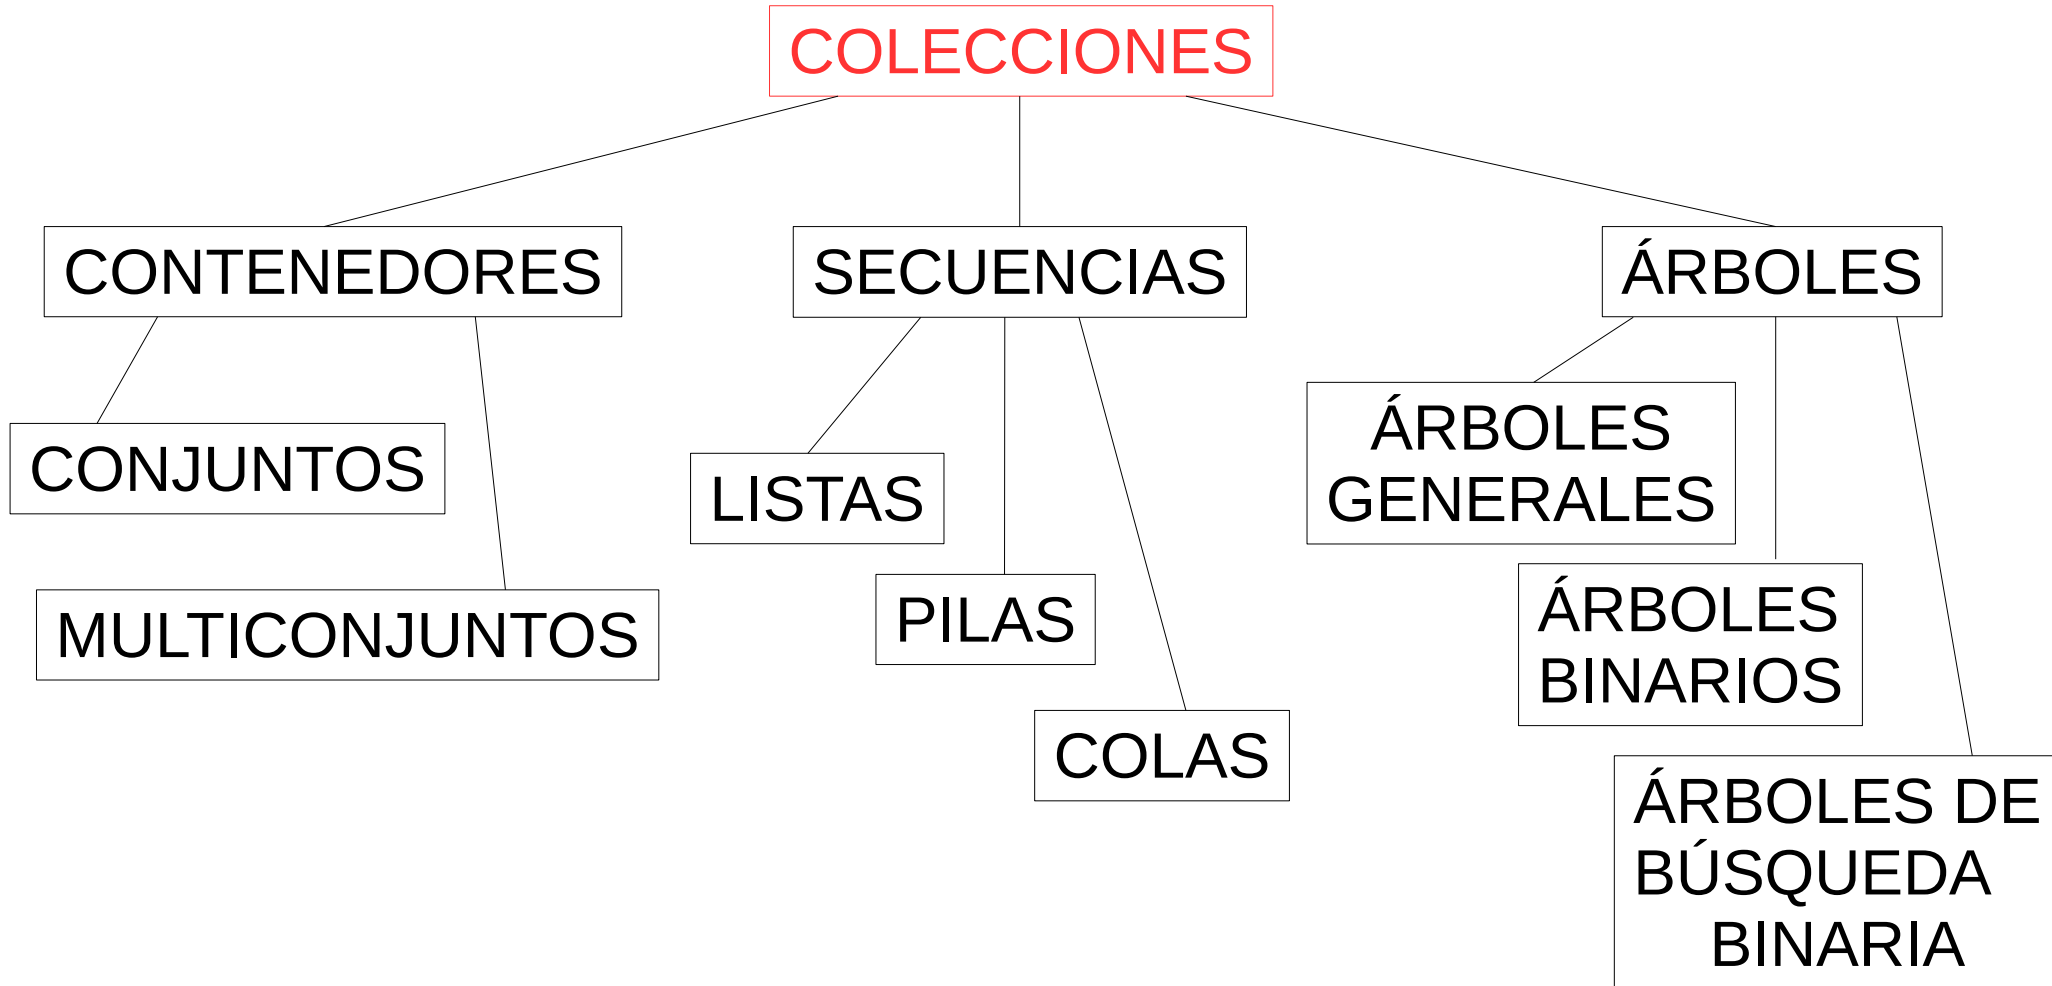 COLECCIONES
CONTENEDORES
SECUENCIAS
ÁRBOLES
CONJUNTOS
MULTICONJUNTOS
LISTAS
PILAS
COLAS
ÁRBOLES
GENERALES
ÁRBOLES
BINARIOS
ÁRBOLES DE
BÚSQUEDA
BINARIA